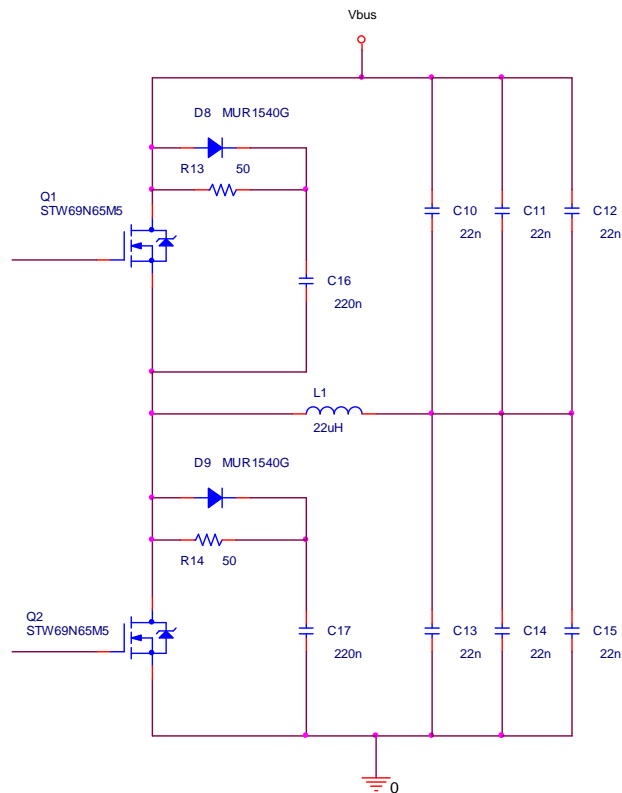 Vbus
D8 MUR1540G
R13 50
Q1
STW69N65M5
C10 C11 C12
22n 22n 22n
C16
220n
L1
22uH
D9 MUR1540G
R14 50
Q2
STW69N65M5
C17 C13 C14 C15
220n 22n 22n 22n
0